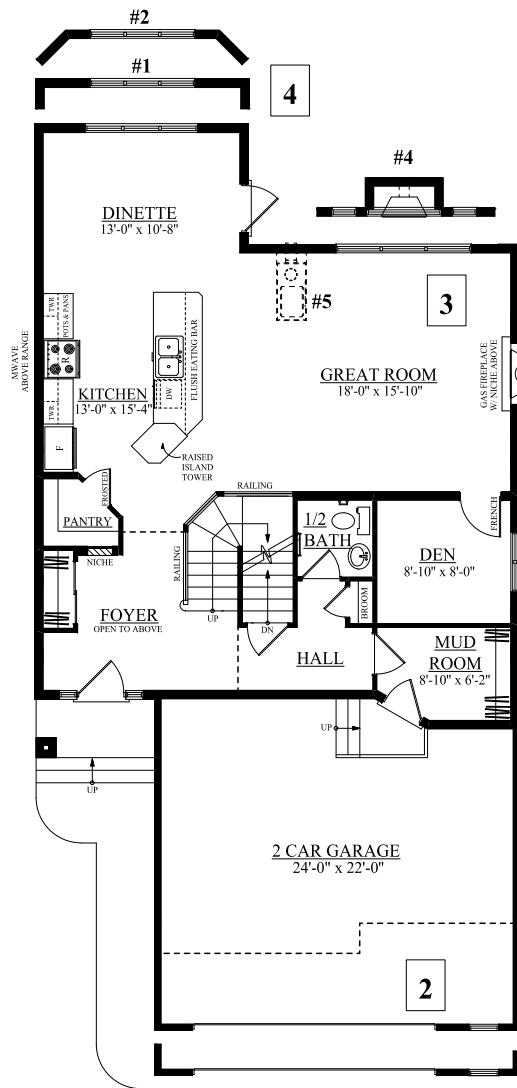 #2
#1
4
#4
DINETTE
13'-0" x 10'-8"
#5
3
TWR
POTS & PANS
MWAVE
ABOVE RANGE
R
FLUSH EATING BAR
DW
KITCHEN
13'-0" x 15'-4"
GREAT ROOM
18'-0" x 15'-10"
GAS FIREPLACE
W/ NICHE ABOVE
TWR
F
RAISED
ISLAND
TOWER
FROSTED
RAILING
PANTRY
NICHE
RAILING
UP
DN
1/2
BATH
FRENCH
DEN
8'-10" x 8'-0"
BROOM
FOYER
OPEN TO ABOVE
HALL
MUD
ROOM
8'-10" x 6'-2"
UP
UP
2 CAR GARAGE
24'-0" x 22'-0"
2